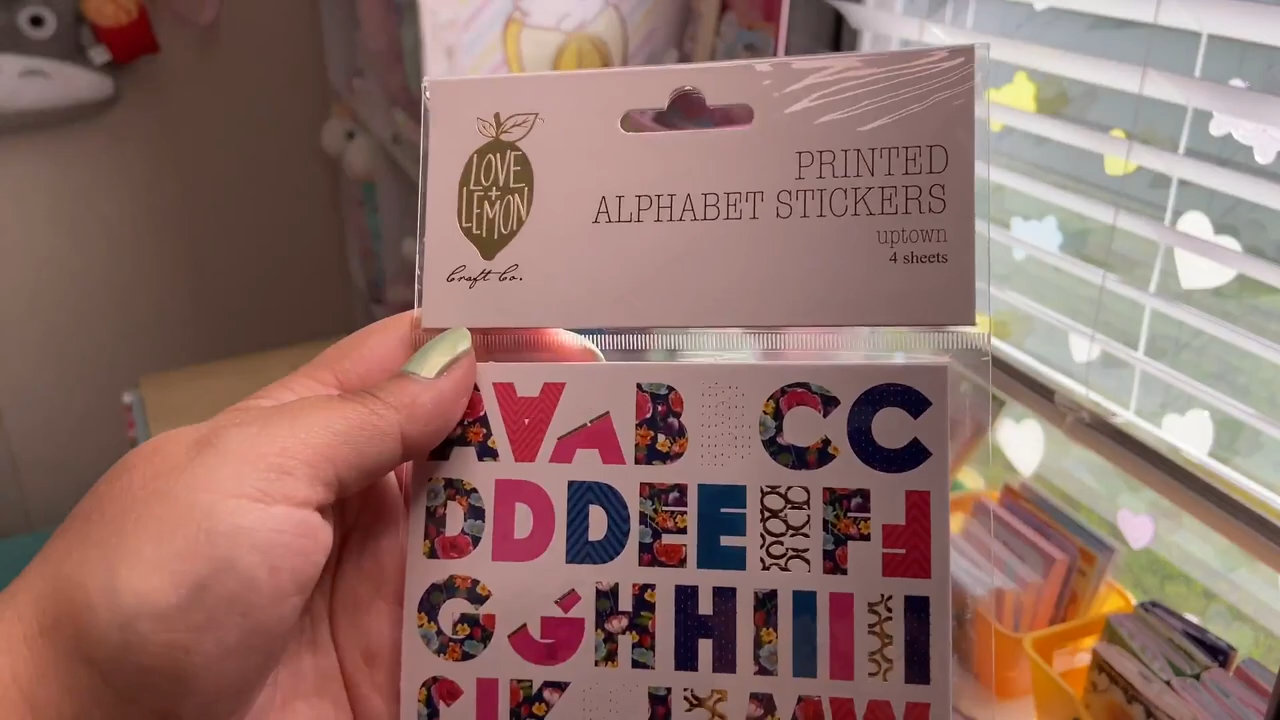 LOVE
+
LEMON
Craft Co.
PRINTED
ALPHABET STICKERS
uptown
4 sheets
A A A B B C C
D D D E E E F F
G G H H I I I I I